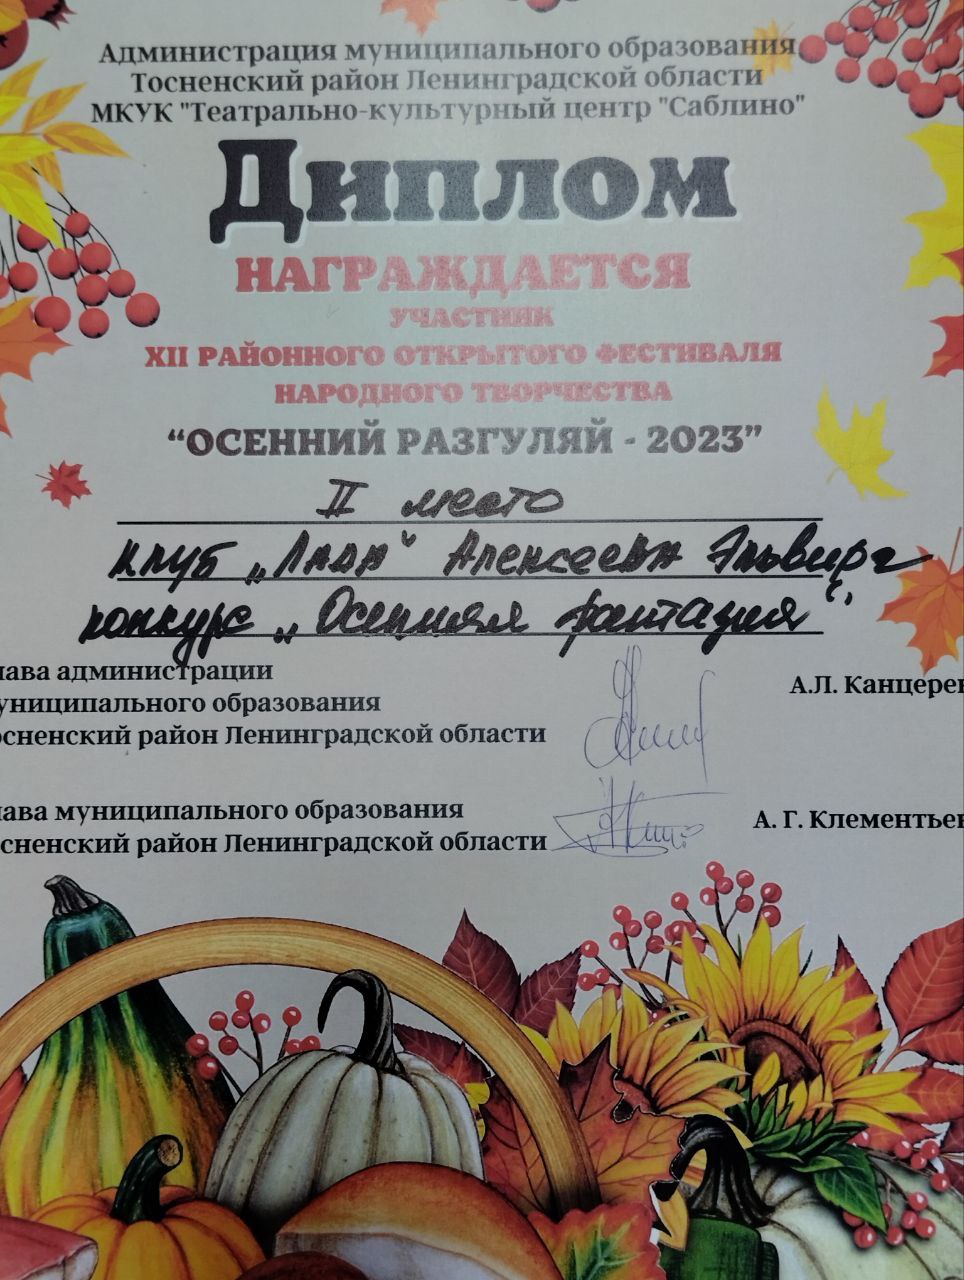 Администрация муниципального образования
Тосненский район Ленинградской области
МКУК "Театрально-культурный центр "Саблино"
Диплом
НАГРАЖДАЕТСЯ
УЧАСТНИК
XII РАЙОННОГО ОТКРЫТОГО ФЕСТИВАЛЯ
НАРОДНОГО ТВОРЧЕСТВА
“ОСЕННИЙ РАЗГУЛЯЙ - 2023”
II место
клуб „Лада“ Алексеева Эльвира
конкурс „Осенняя фантазия“
лава администрации
униципального образования
А.Л. Канцерев
осненский район Ленинградской области
лава муниципального образования
А. Г. Клементьев
сненский район Ленинградской области